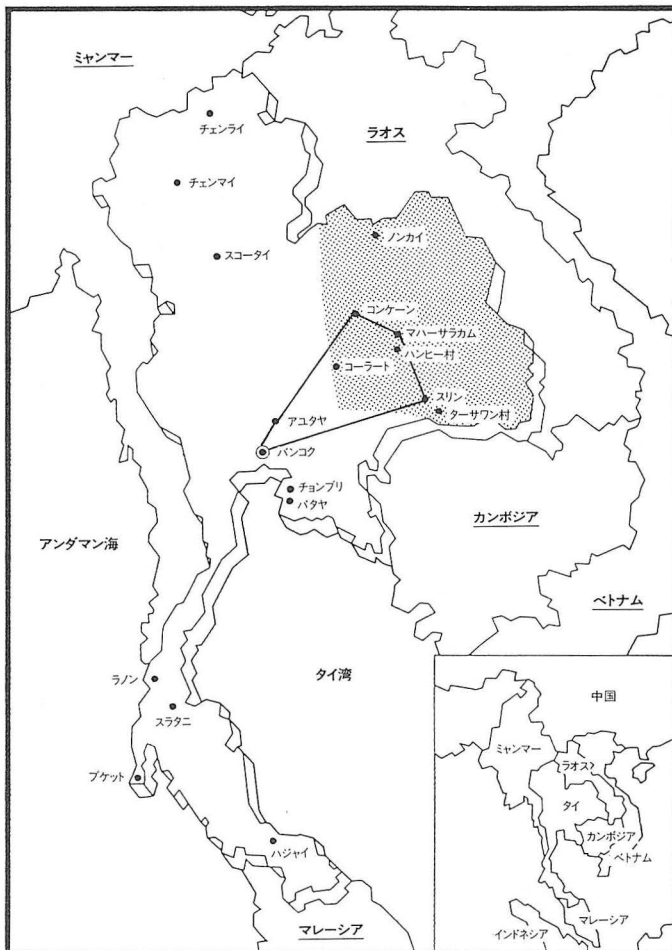 ミャンマー
チェンライ
ラオス
チェンマイ
ノンカイ
スコータイ
コンケーン
マハーサラカム
ハンヒー村
コーラート
スリン
ターサワン村
アユタヤ
バンコク
チョンブリ
パタヤ
カンボジア
アンダマン海
ベトナム
ラノン
タイ湾
スラタニ
プケット
ハジャイ
マレーシア
中国
ミャンマー
ラオス
タイ
カンボジア
ベトナム
マレーシア
インドネシア